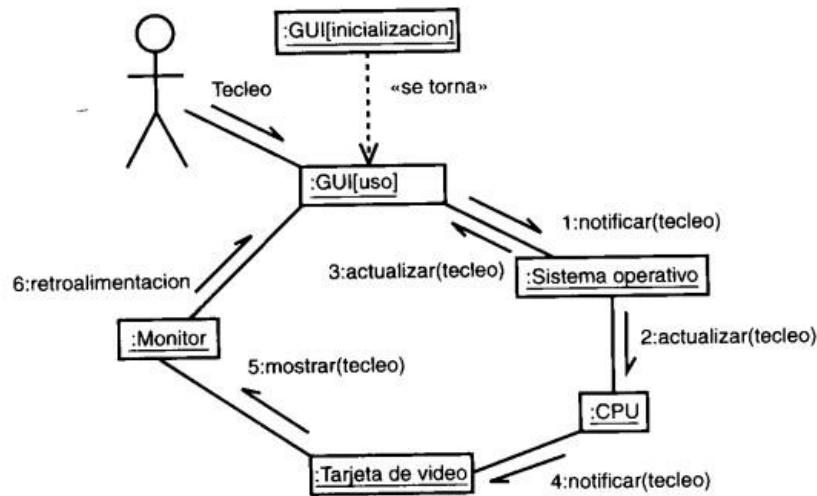 :GUI[inicializacion]
Tecleo
«se torna»
:GUI[uso]
1:notificar(tecleo)
3:actualizar(tecleo)
:Sistema operativo
6:retroalimentacion
:Monitor
2:actualizar(tecleo)
5:mostrar(tecleo)
:CPU
:Tarjeta de video
4:notificar(tecleo)